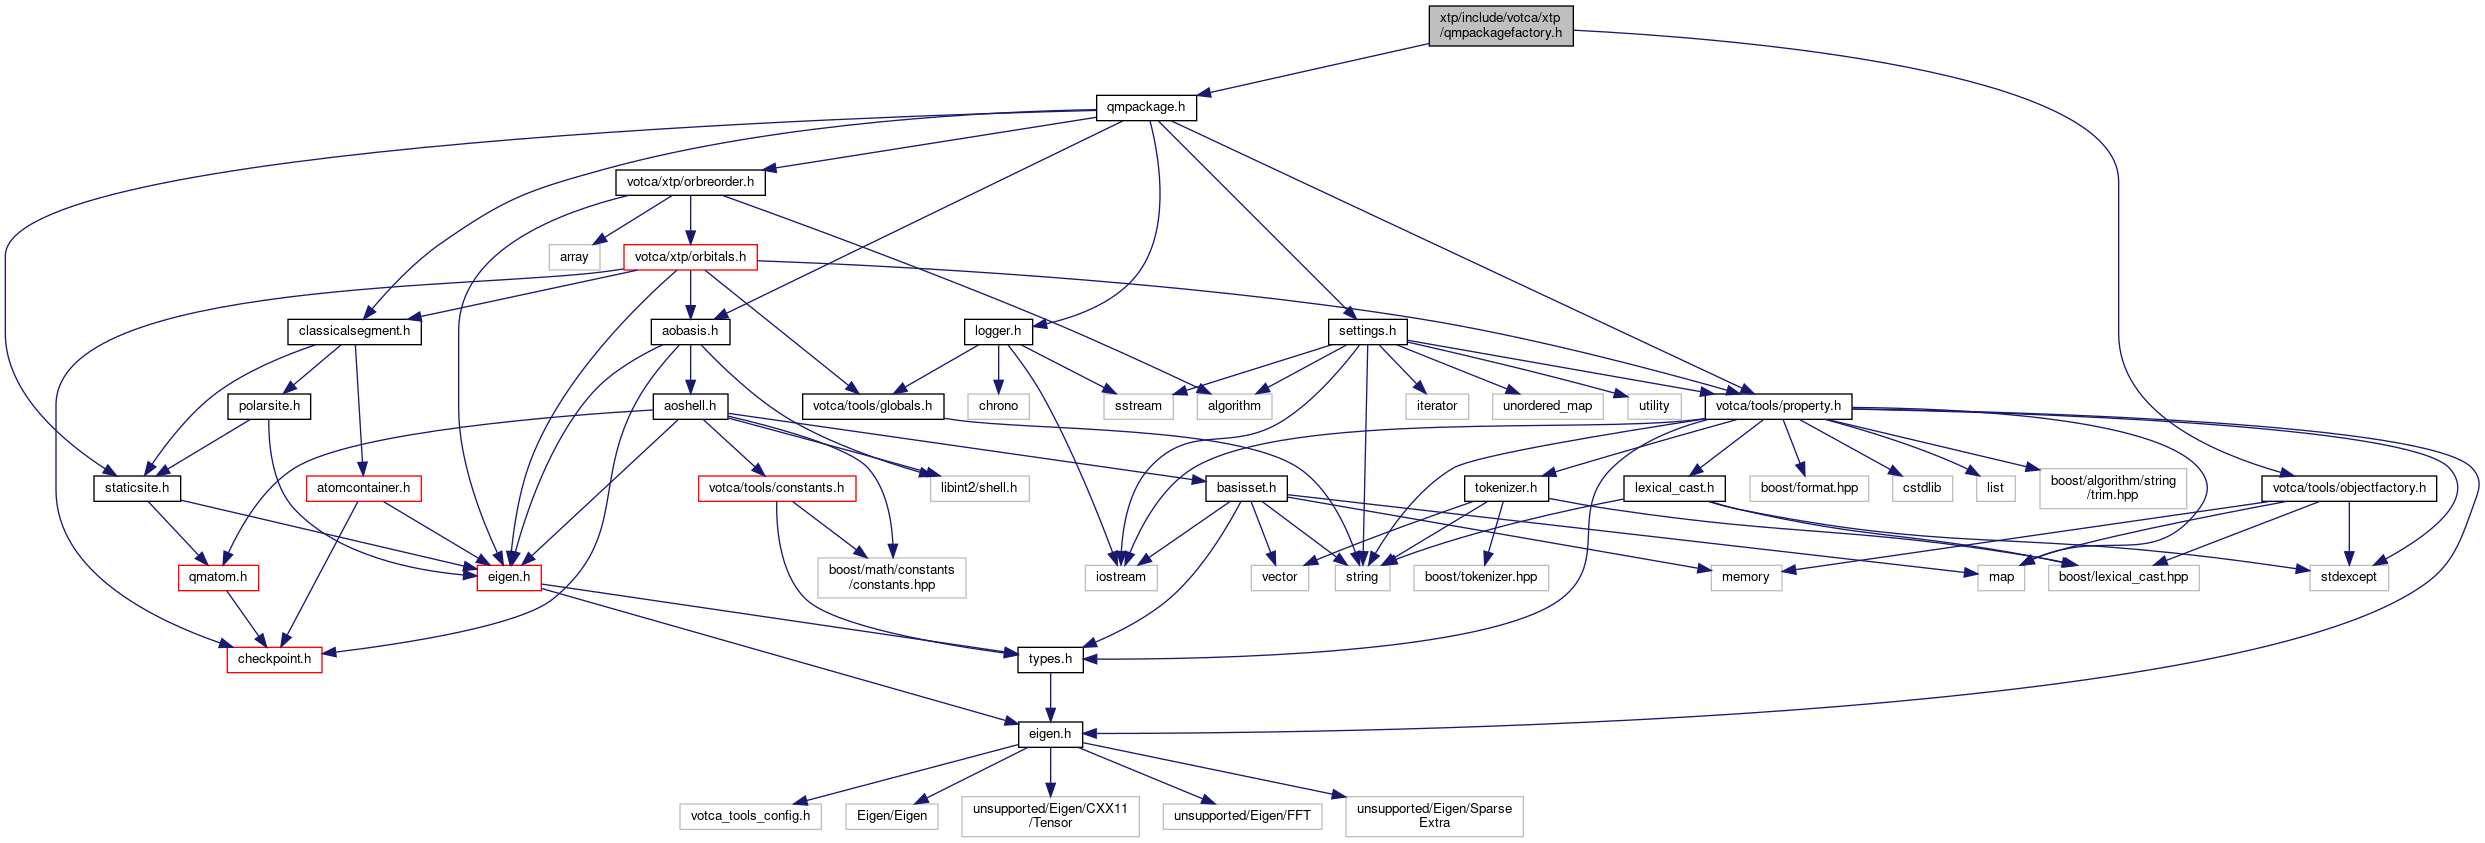 xtp/include/votca/xtp
/qmpackagefactory.h
qmpackage.h
votca/xtp/orbreorder.h
array
votca/xtp/orbitals.h
classicalsegment.h
aobasis.h
logger.h
settings.h
polarsite.h
aoshell.h
votca/tools/globals.h
chrono
sstream
algorithm
iterator
unordered_map
utility
votca/tools/property.h
staticsite.h
atomcontainer.h
votca/tools/constants.h
libint2/shell.h
basisset.h
tokenizer.h
lexical_cast.h
boost/format.hpp
cstdlib
list
boost/algorithm/string
/trim.hpp
votca/tools/objectfactory.h
qmatom.h
eigen.h
boost/math/constants
/constants.hpp
iostream
vector
string
boost/tokenizer.hpp
memory
map
boost/lexical_cast.hpp
stdexcept
checkpoint.h
types.h
eigen.h
votca_tools_config.h
Eigen/Eigen
unsupported/Eigen/CXX11
/Tensor
unsupported/Eigen/FFT
unsupported/Eigen/Sparse
Extra